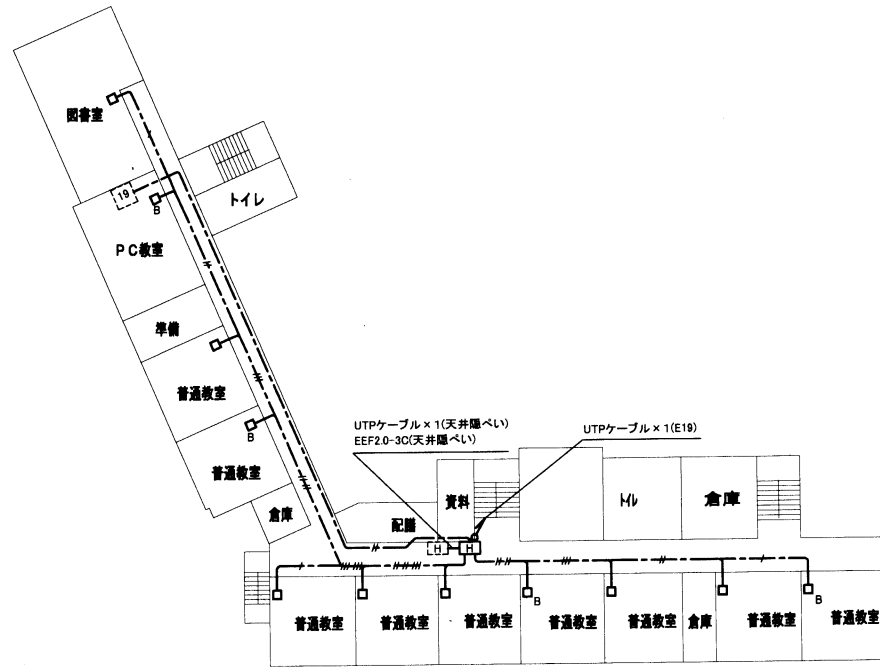 図書室
トイレ
19
B
PC教室
準備
普通教室
B
普通教室
倉庫
UTPケーブル×1(天井隠ぺい)
EEF2.0-3C(天井隠ぺい)
UTPケーブル×1(E19)
資料
配膳
トイレ
倉庫
H
H
B
B
普通教室
普通教室
普通教室
普通教室
普通教室
倉庫
普通教室
普通教室